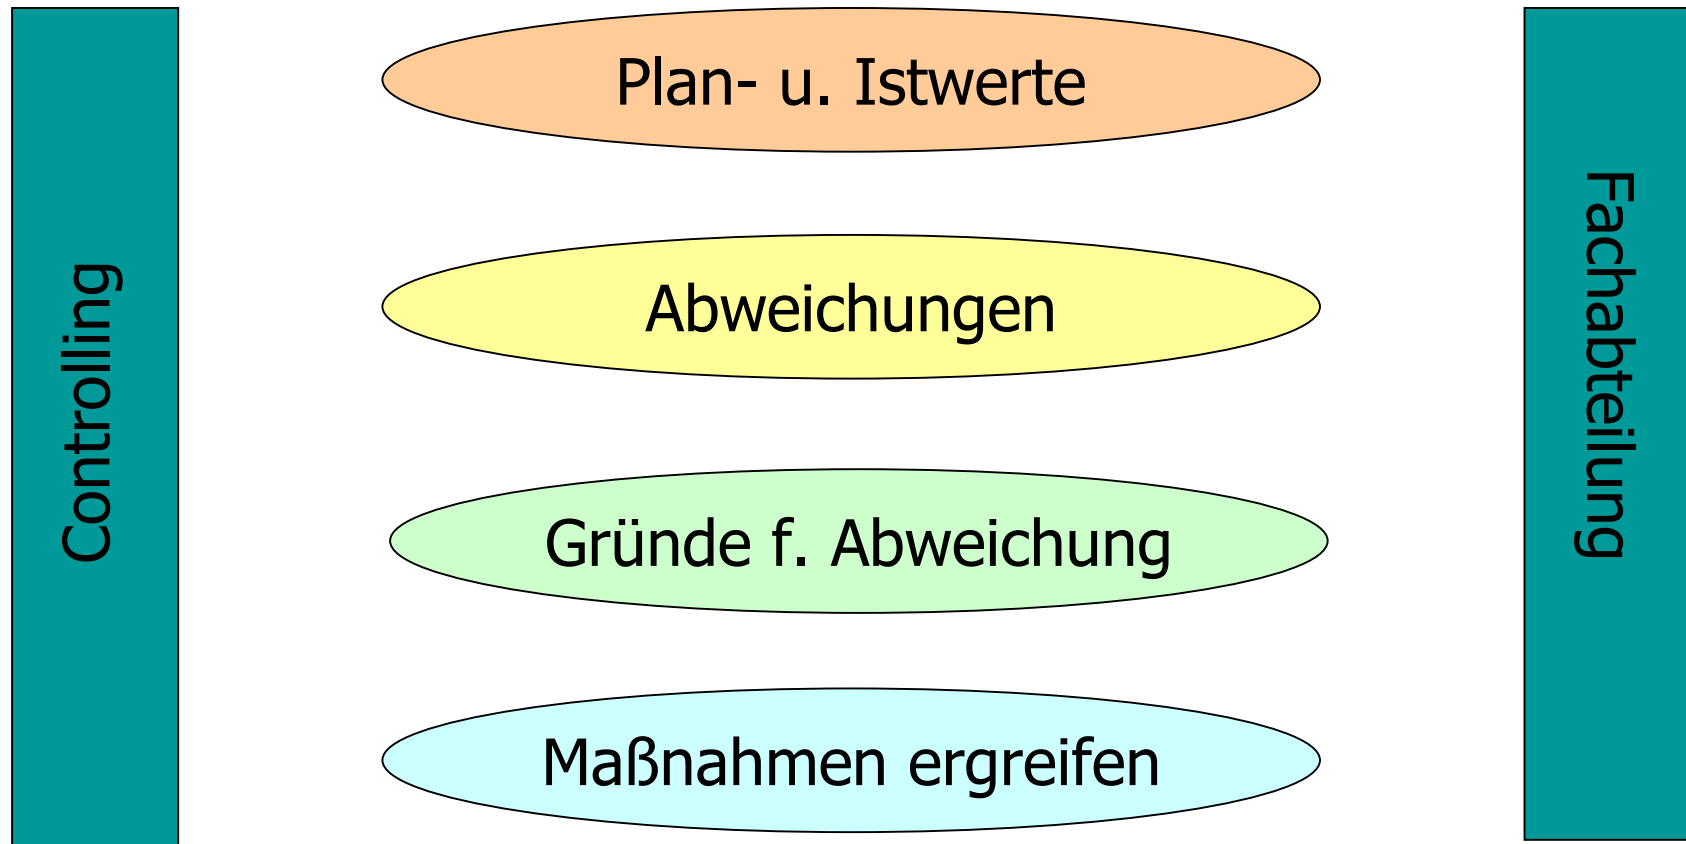 Controlling
Plan- u. Istwerte
Abweichungen
Gründe f. Abweichung
Maßnahmen ergreifen
Fachabteilung